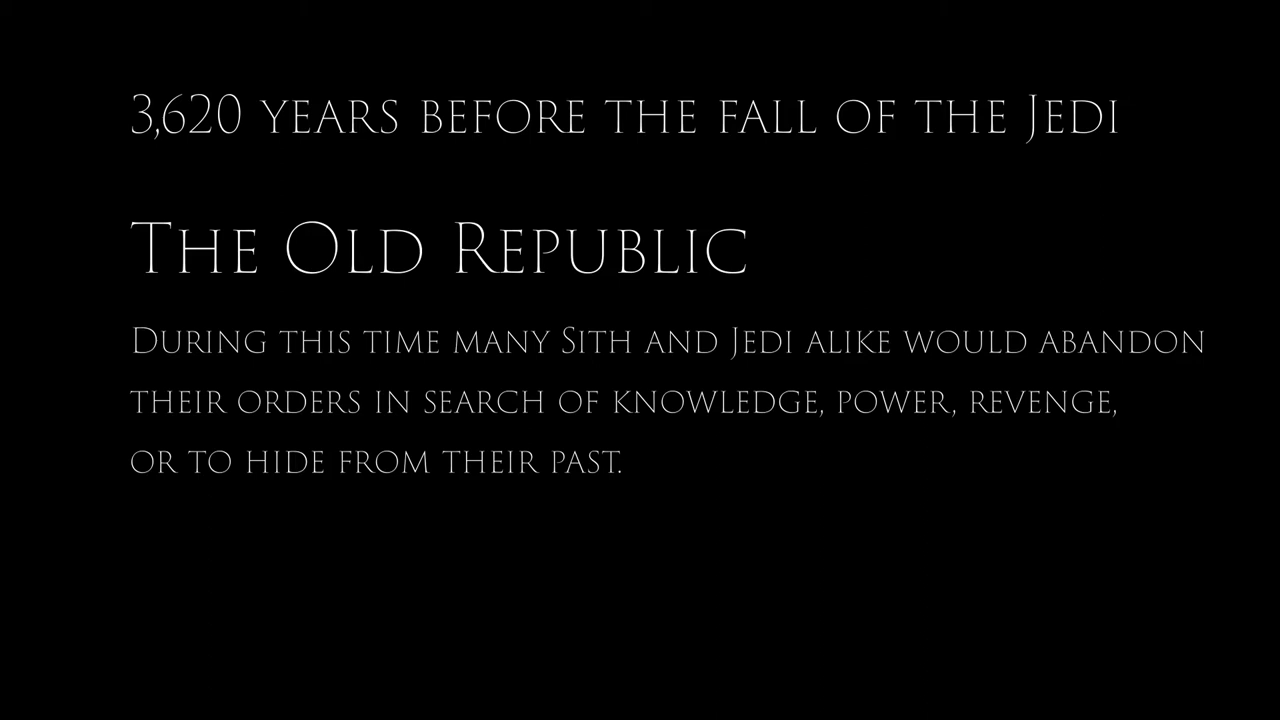 3,620 years before the fall of the Jedi
The Old Republic
During this time many Sith and Jedi alike would abandon
their orders in search of knowledge, power, revenge,
or to hide from their past.